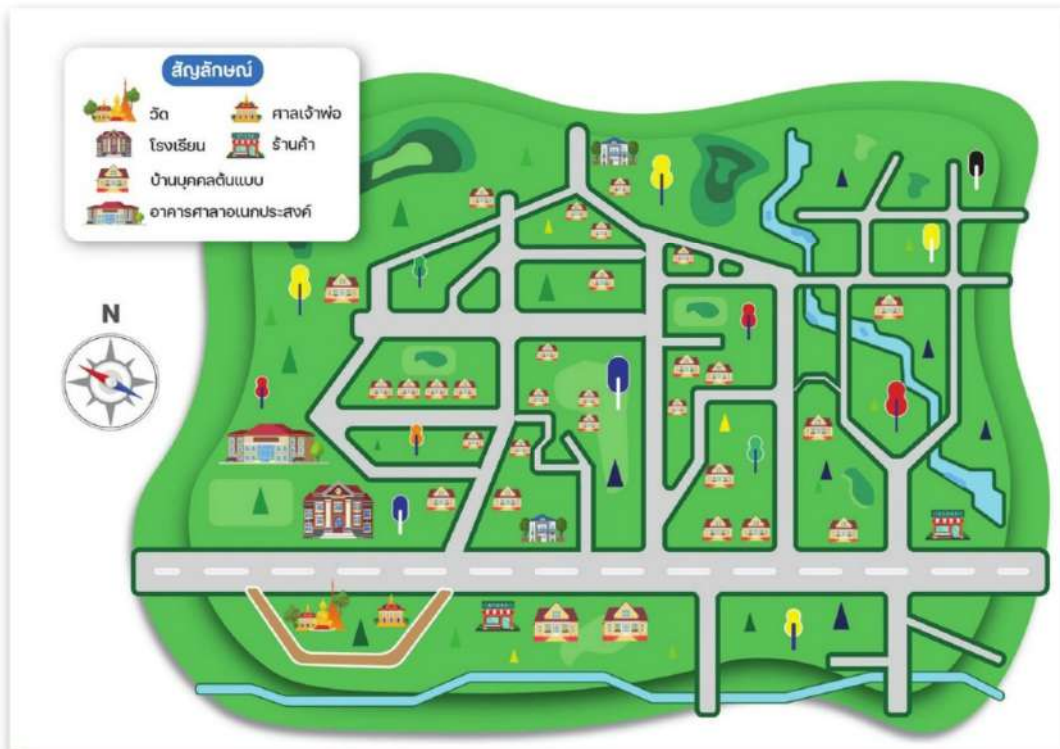 สัญลักษณ์
วัด
ศาลเจ้าพ่อ
โรงเรียน
ร้านค้า
บ้านบุคคลต้นแบบ
อาคารศาลาอเนกประสงค์
N